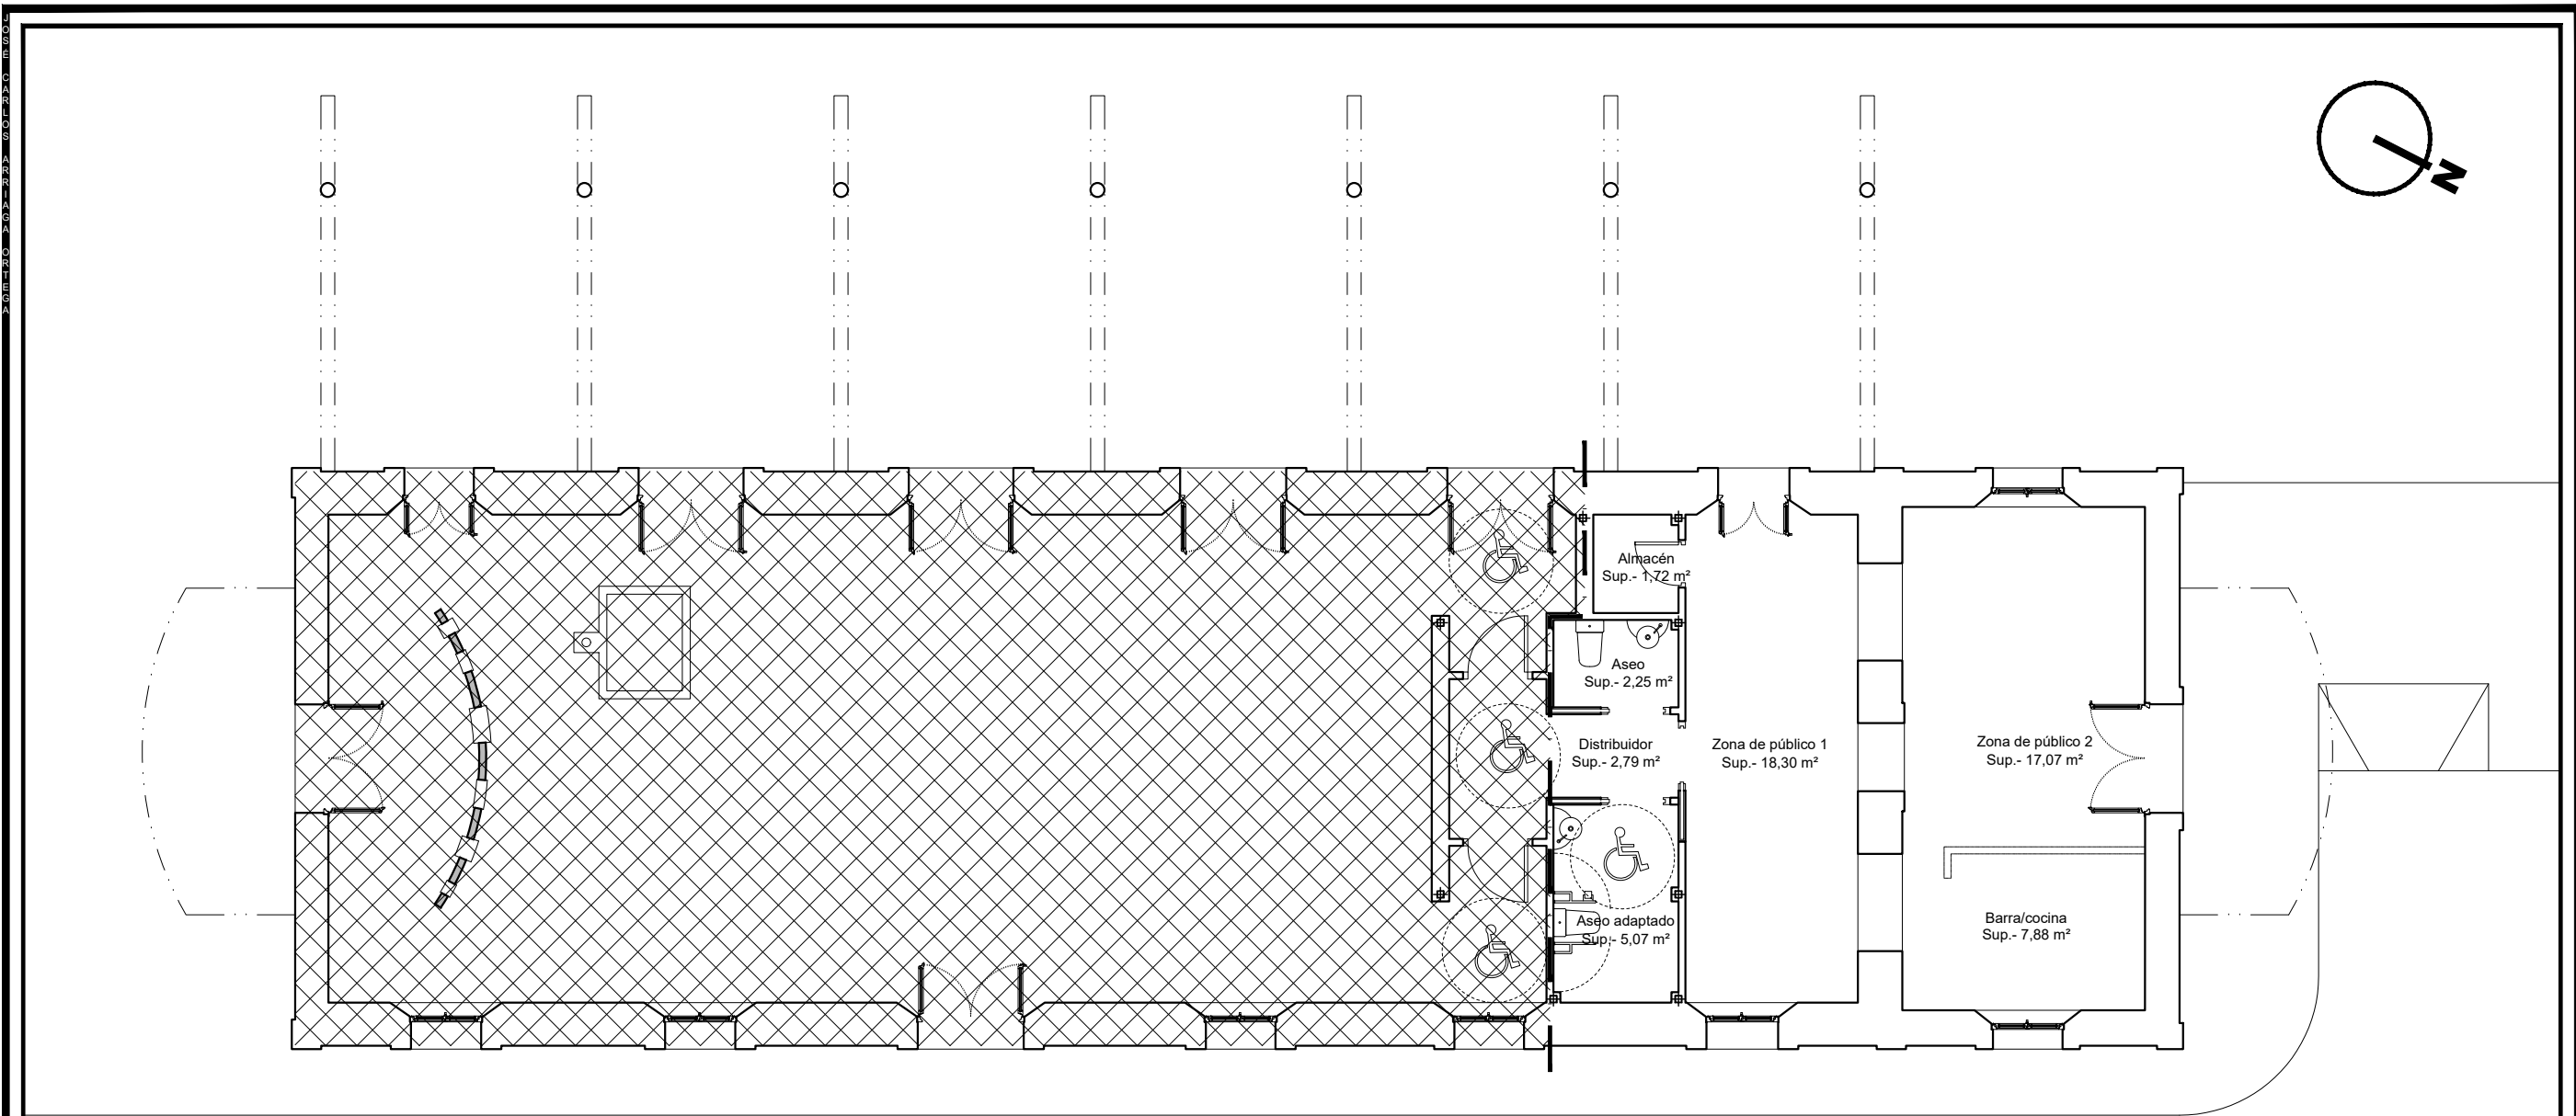 JOSÉ CARLOS ARRIAGA ORTEGA
N
Almacén
Sup.- 1,72 m²
Aseo
Sup.- 2,25 m²
Distribuidor
Sup.- 2,79 m²
Zona de público 1
Sup.- 18,30 m²
Zona de público 2
Sup.- 17,07 m²
Aseo adaptado
Sup.- 5,07 m²
Barra/cocina
Sup.- 7,88 m²